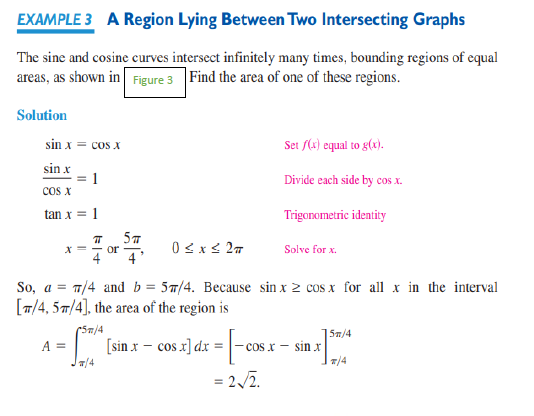 EXAMPLE 3 A Region Lying Between Two Intersecting Graphs
The sine and cosine curves intersect infinitely many times, bounding regions of equal
areas, as shown in Figure 3 Find the area of one of these regions.
Solution
sin x = cos x Set f(x) equal to g(x).
sin x / cos x = 1 Divide each side by cos x.
tan x = 1 Trigonometric identity
x = π/4 or 5π/4, 0 ≤ x ≤ 2π Solve for x.
So, a = π/4 and b = 5π/4. Because sin x ≥ cos x for all x in the interval
[π/4, 5π/4], the area of the region is
A = ∫_{π/4}^{5π/4} [sin x − cos x] dx = [−cos x − sin x]_{π/4}^{5π/4}
= 2√2.